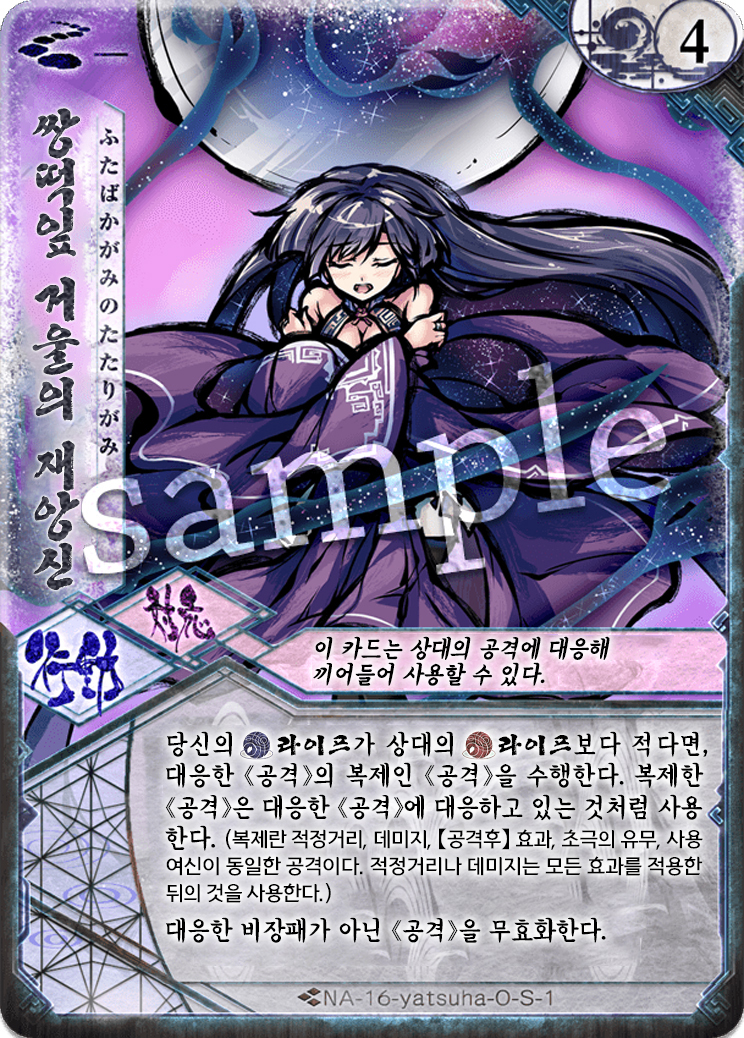 4
쌍떡잎 거울의 재앙신
ふたばかがみのたたりがみ
sample
対応
行動
이 카드는 상대의 공격에 대응해
끼어들어 사용할 수 있다.
당신의 라이프가 상대의 라이프보다 적다면,
대응한 《공격》의 복제인 《공격》을 수행한다. 복제한
《공격》은 대응한 《공격》에 대응하고 있는 것처럼 사용
한다. (복제란 적정거리, 데미지, 【공격후】 효과, 초극의 유무, 사용
여신이 동일한 공격이다. 적정거리나 데미지는 모든 효과를 적용한
뒤의 것을 사용한다.)
대응한 비장패가 아닌 《공격》을 무효화한다.
NA-16-yatsuha-O-S-1